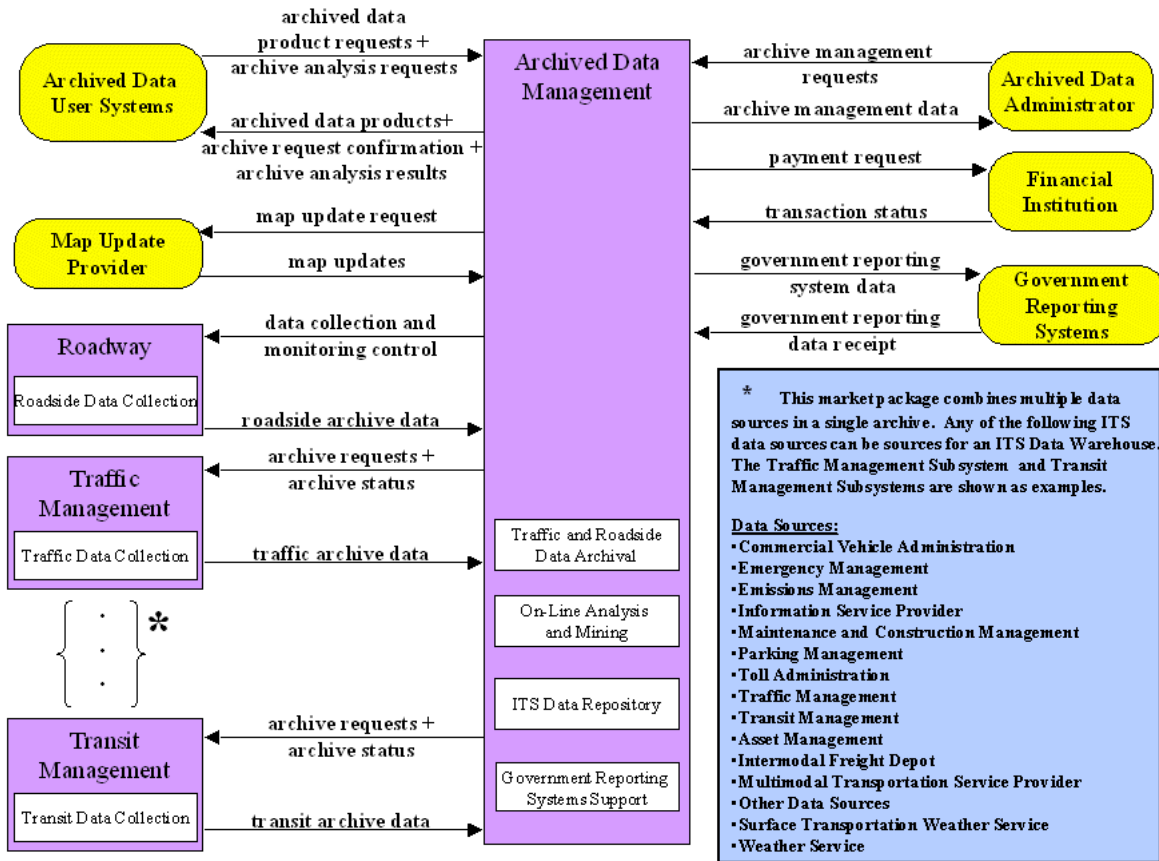 archived data
product requests +
archive analysis requests
Archived Data
User Systems
archived data products+
archive request confirmation +
archive analysis results
map update request
Map Update
Provider
map updates
data collection and
monitoring control
Roadway
Roadside Data Collection
roadside archive data
archive requests +
archive status
Traffic
Management
Traffic Data Collection
traffic archive data
*
archive requests +
archive status
Transit
Management
Transit Data Collection
transit archive data
Archived Data
Management
Traffic and Roadside
Data Archival
On-Line Analysis
and Mining
ITS Data Repository
Government Reporting
Systems Support
archive management
requests
Archived Data
Administrator
archive management data
payment request
Financial
Institution
transaction status
government reporting
system data
Government
Reporting
Systems
government reporting
data receipt
* This market package combines multiple data
sources in a single archive. Any of the following ITS
data sources can be sources for an ITS Data Warehouse.
The Traffic Management Subsystem and Transit
Management Subsystems are shown as examples.
Data Sources:
•Commercial Vehicle Administration
•Emergency Management
•Emissions Management
•Information Service Provider
•Maintenance and Construction Management
•Parking Management
•Toll Administration
•Traffic Management
•Transit Management
•Asset Management
•Intermodal Freight Depot
•Multimodal Transportation Service Provider
•Other Data Sources
•Surface Transportation Weather Service
•Weather Service